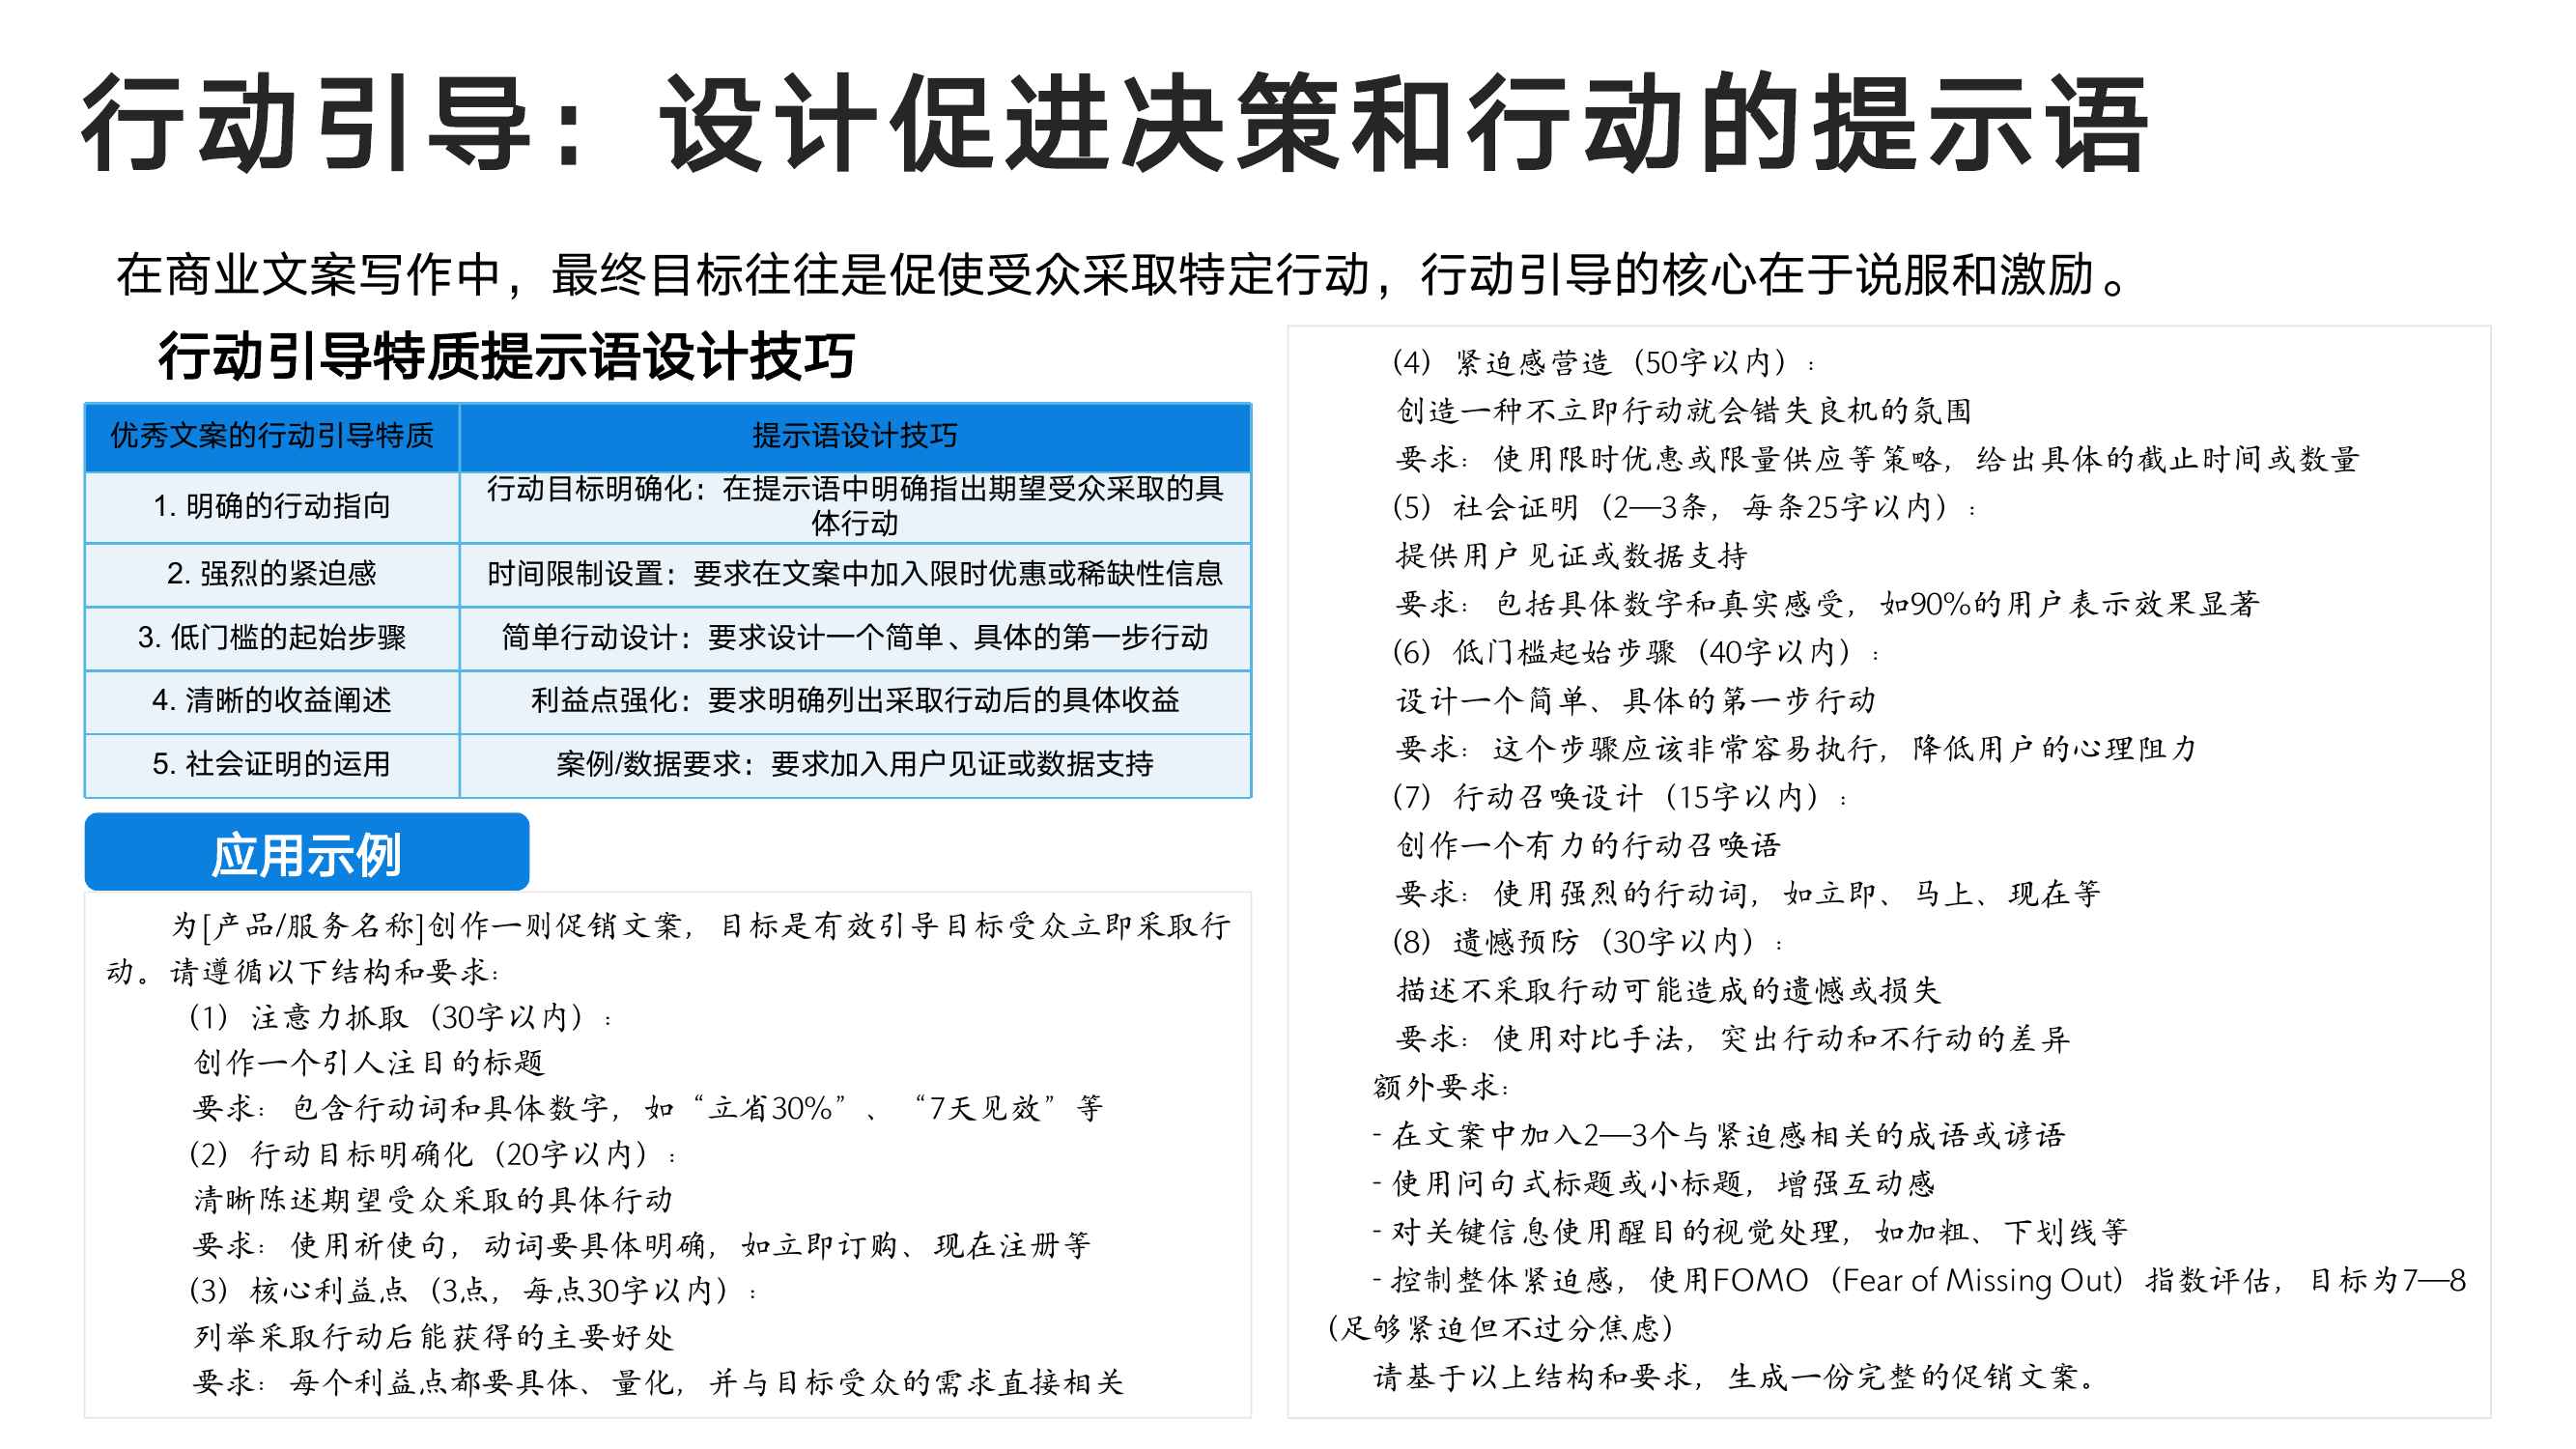 行动引导：设计促进决策和行动的提示语
在商业文案写作中，最终目标往往是促使受众采取特定行动，行动引导的核心在于说服和激励。
行动引导特质提示语设计技巧
优秀文案的行动引导特质
提示语设计技巧
1. 明确的行动指向
行动目标明确化：在提示语中明确指出期望受众采取的具
体行动
2. 强烈的紧迫感
时间限制设置：要求在文案中加入限时优惠或稀缺性信息
3. 低门槛的起始步骤
简单行动设计：要求设计一个简单、具体的第一步行动
4. 清晰的收益阐述
利益点强化：要求明确列出采取行动后的具体收益
5. 社会证明的运用
案例/数据要求：要求加入用户见证或数据支持
应用示例
为[产品/服务名称]创作一则促销文案，目标是有效引导目标受众立即采取行
动。请遵循以下结构和要求：
（1）注意力抓取（30字以内）：
创作一个引人注目的标题
要求：包含行动词和具体数字，如“立省30%”、“7天见效”等
（2）行动目标明确化（20字以内）：
清晰陈述期望受众采取的具体行动
要求：使用祈使句，动词要具体明确，如立即订购、现在注册等
（3）核心利益点（3点，每点30字以内）：
列举采取行动后能获得的主要好处
要求：每个利益点都要具体、量化，并与目标受众的需求直接相关
（4）紧迫感营造（50字以内）：
创造一种不立即行动就会错失良机的氛围
要求：使用限时优惠或限量供应等策略，给出具体的截止时间或数量
（5）社会证明（2—3条，每条25字以内）：
提供用户见证或数据支持
要求：包括具体数字和真实感受，如90%的用户表示效果显著
（6）低门槛起始步骤（40字以内）：
设计一个简单、具体的第一步行动
要求：这个步骤应该非常容易执行，降低用户的心理阻力
（7）行动召唤设计（15字以内）：
创作一个有力的行动召唤语
要求：使用强烈的行动词，如立即、马上、现在等
（8）遗憾预防（30字以内）：
描述不采取行动可能造成的遗憾或损失
要求：使用对比手法，突出行动和不行动的差异
额外要求：
- 在文案中加入2—3个与紧迫感相关的成语或谚语
- 使用问句式标题或小标题，增强互动感
- 对关键信息使用醒目的视觉处理，如加粗、下划线等
- 控制整体紧迫感，使用FOMO（Fear of Missing Out）指数评估，目标为7—8
（足够紧迫但不过分焦虑）
请基于以上结构和要求，生成一份完整的促销文案。